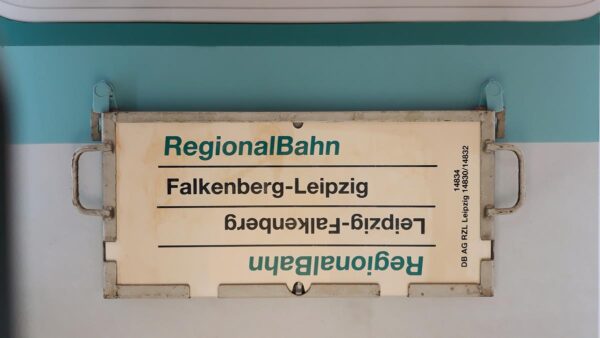 RegionalBahn
Falkenberg-Leipzig
Leipzig-Falkenberg
RegionalBahn
14834
DB AG RZL Leipzig 14830/14832